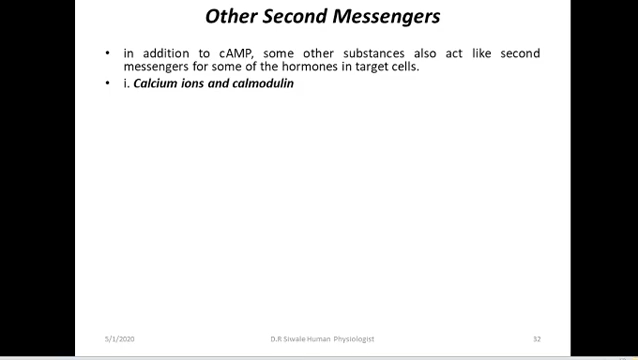 Other Second Messengers
• in addition to cAMP, some other substances also act like second
messengers for some of the hormones in target cells.
• i. Calcium ions and calmodulin
5/1/2020
D.R Siwale Human Physiologist
32